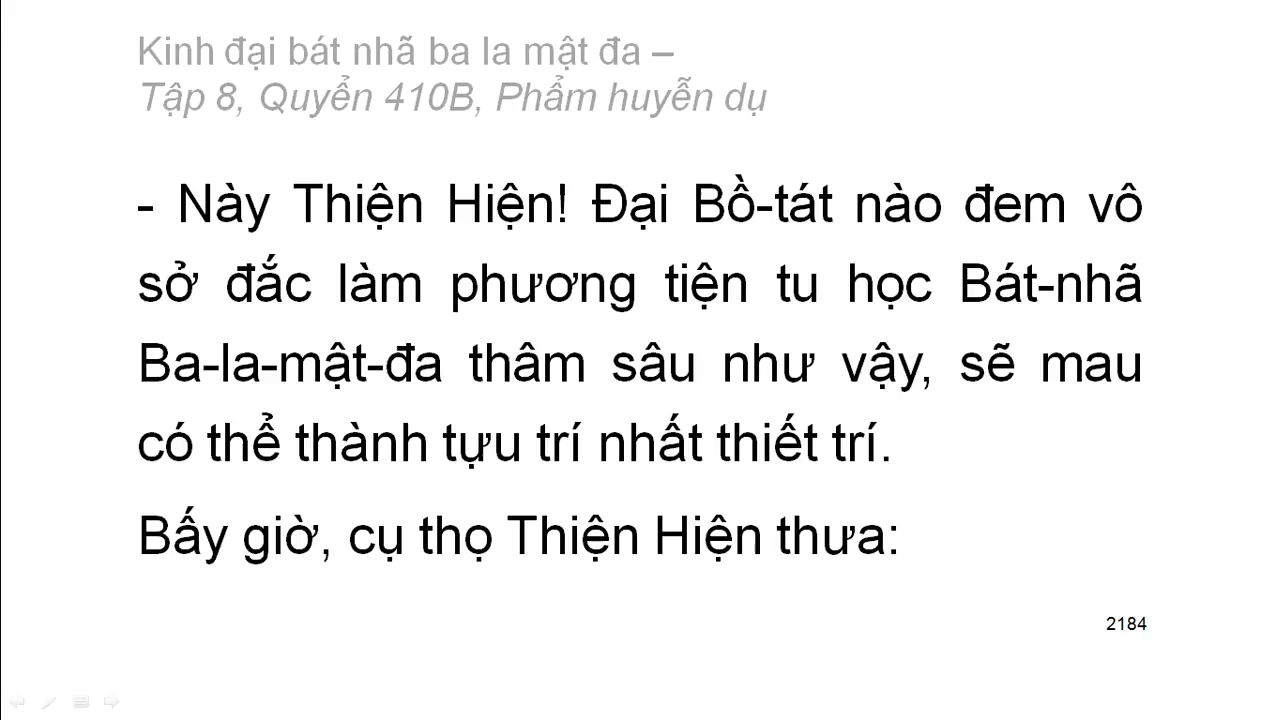 Kinh đại bát nhã ba la mật đa –
Tập 8, Quyển 410B, Phẩm huyễn dụ
- Này Thiện Hiện! Đại Bồ-tát nào đem vô
sở đắc làm phương tiện tu học Bát-nhã
Ba-la-mật-đa thâm sâu như vậy, sẽ mau
có thể thành tựu trí nhất thiết trí.
Bấy giờ, cụ thọ Thiện Hiện thưa:
2184